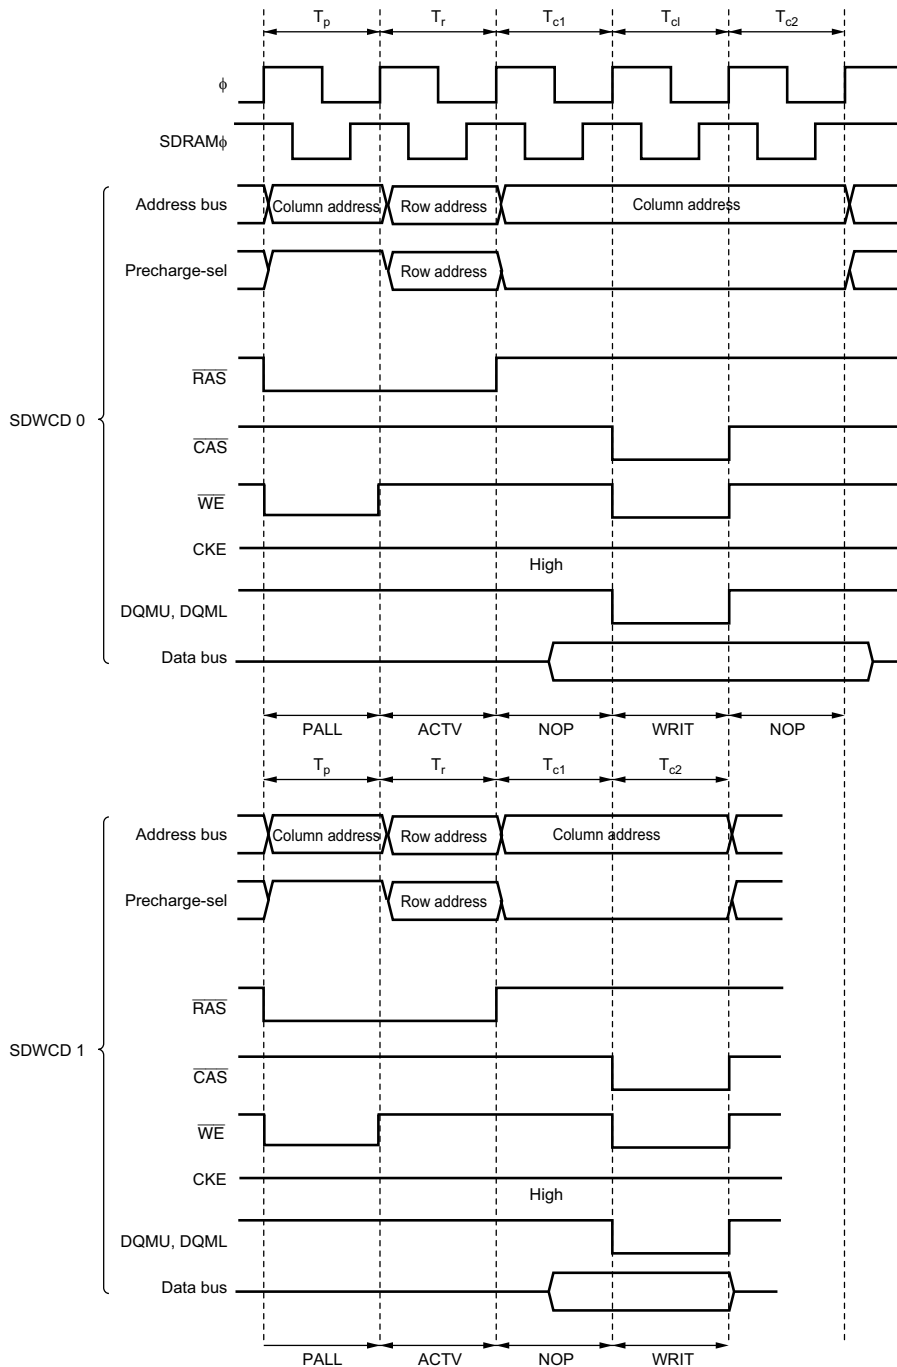 Tp Tr Tc1 Tcl Tc2
ϕ
SDRAMϕ
Address bus Column address Row address Column address
Precharge-sel Row address
RAS
SDWCD 0
CAS
WE
CKE
High
DQMU, DQML
Data bus
PALL ACTV NOP WRIT NOP
Tp Tr Tc1 Tc2
Address bus Column address Row address Column address
Precharge-sel Row address
RAS
SDWCD 1
CAS
WE
CKE
High
DQMU, DQML
Data bus
PALL ACTV NOP WRIT